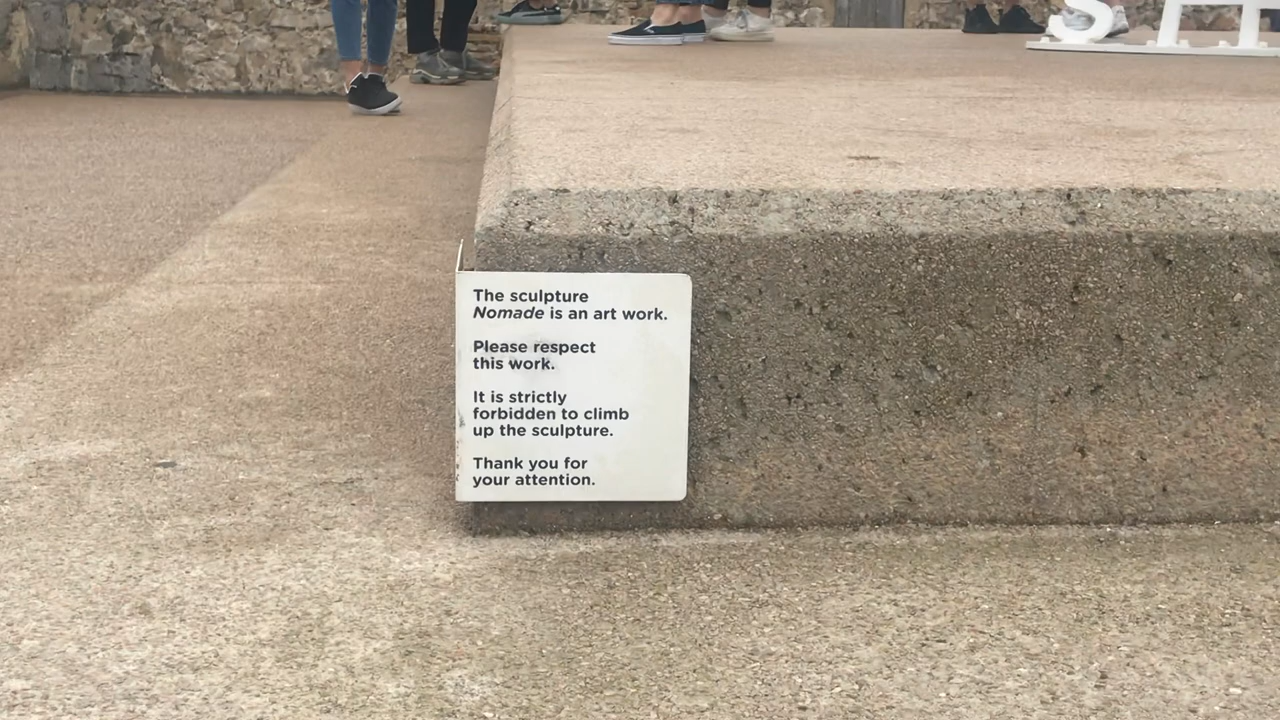 The sculpture
Nomade is an art work.
Please respect
this work.
It is strictly
forbidden to climb
up the sculpture.
Thank you for
your attention.